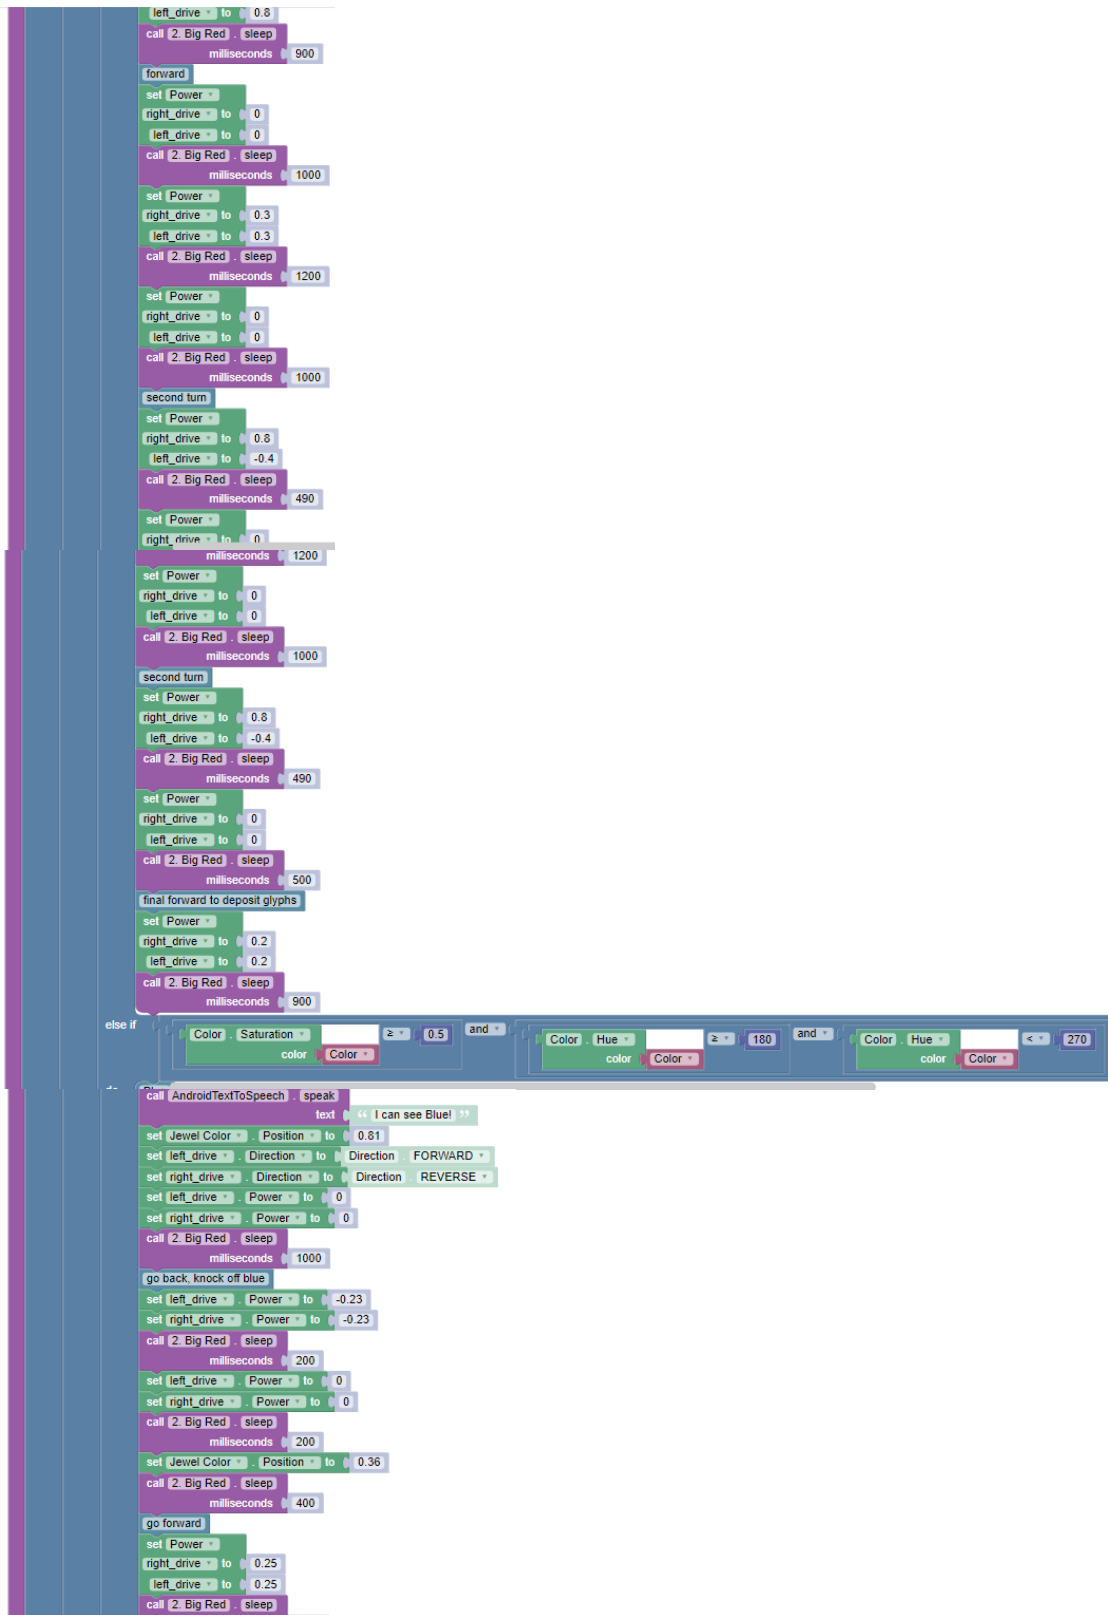 left_drive 0.8
call 2. Big Red . sleep
milliseconds 900
forward
set Power
right_drive to 0
left_drive to 0
call 2. Big Red . sleep
milliseconds 1000
set Power
right_drive to 0.3
left_drive to 0.3
call 2. Big Red . sleep
milliseconds 1200
set Power
right_drive to 0
left_drive to 0
call 2. Big Red . sleep
milliseconds 1000
second turn
set Power
right_drive to 0.8
left_drive to -0.4
call 2. Big Red . sleep
milliseconds 490
set Power
right_drive to 0
milliseconds 1200
set Power
right_drive to 0
left_drive to 0
call 2. Big Red . sleep
milliseconds 1000
second turn
set Power
right_drive to 0.8
left_drive to -0.4
call 2. Big Red . sleep
milliseconds 490
set Power
right_drive to 0
left_drive to 0
call 2. Big Red . sleep
milliseconds 500
final forward to deposit glyphs
set Power
right_drive to 0.2
left_drive to 0.2
call 2. Big Red . sleep
milliseconds 900
else if Color . Saturation ≥ 0.5 and Color . Hue ≥ 180 and Color . Hue < 270
color Color color Color color Color
call AndroidTextToSpeech . speak
text “ I can see Blue! ”
set Jewel Color . Position to 0.81
set left_drive . Direction to Direction . FORWARD
set right_drive . Direction to Direction . REVERSE
set left_drive . Power to 0
set right_drive . Power to 0
call 2. Big Red . sleep
milliseconds 1000
go back, knock off blue
set left_drive . Power to -0.23
set right_drive . Power to -0.23
call 2. Big Red . sleep
milliseconds 200
set left_drive . Power to 0
set right_drive . Power to 0
call 2. Big Red . sleep
milliseconds 200
set Jewel Color . Position to 0.36
call 2. Big Red . sleep
milliseconds 400
go forward
set Power
right_drive to 0.25
left_drive to 0.25
call 2. Big Red . sleep